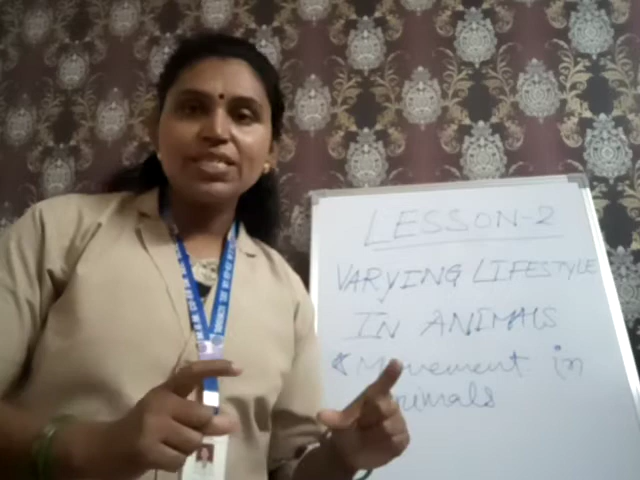 LESSON-2
VARYING LIFESTYLE
IN ANIMALS
* Movement in
Animals